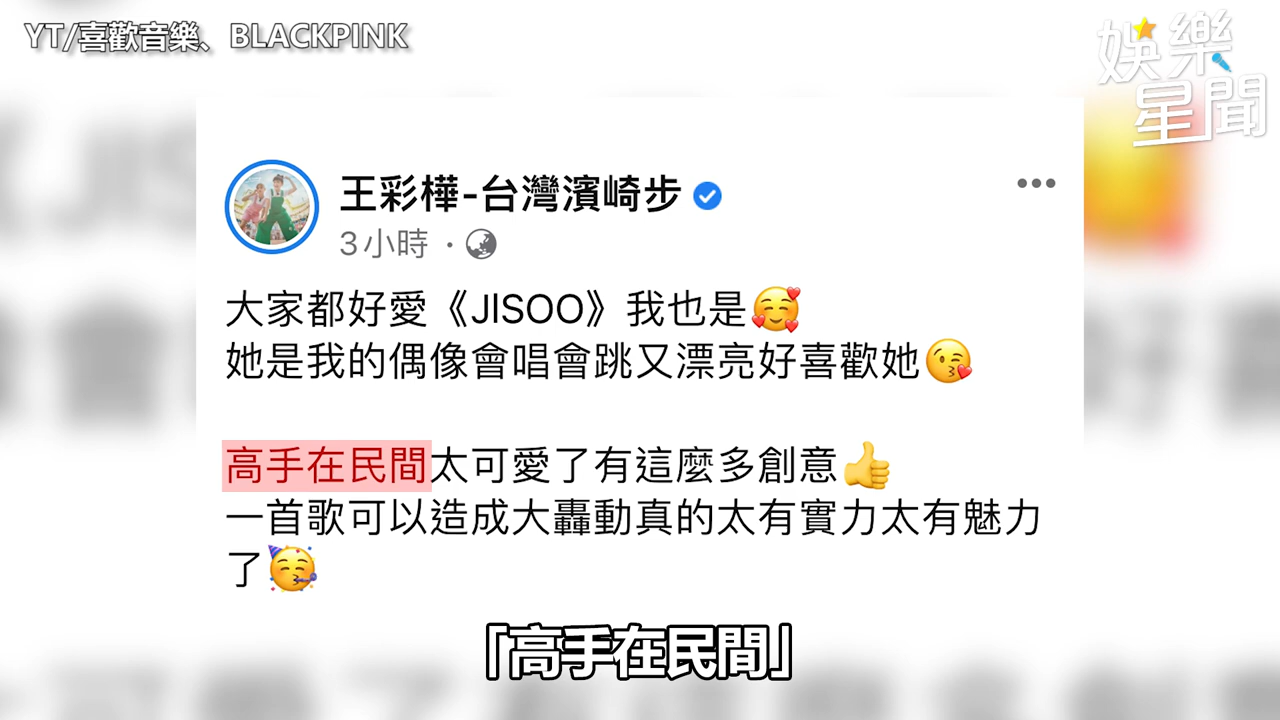 YT/喜歡音樂、BLACKPINK
娛樂
星聞
王彩樺-台灣濱崎步
3小時 ·
大家都好愛《JISOO》我也是🥰
她是我的偶像會唱會跳又漂亮好喜歡她😘
高手在民間太可愛了有這麼多創意👍
一首歌可以造成大轟動真的太有實力太有魅力
了🥳
「高手在民間」